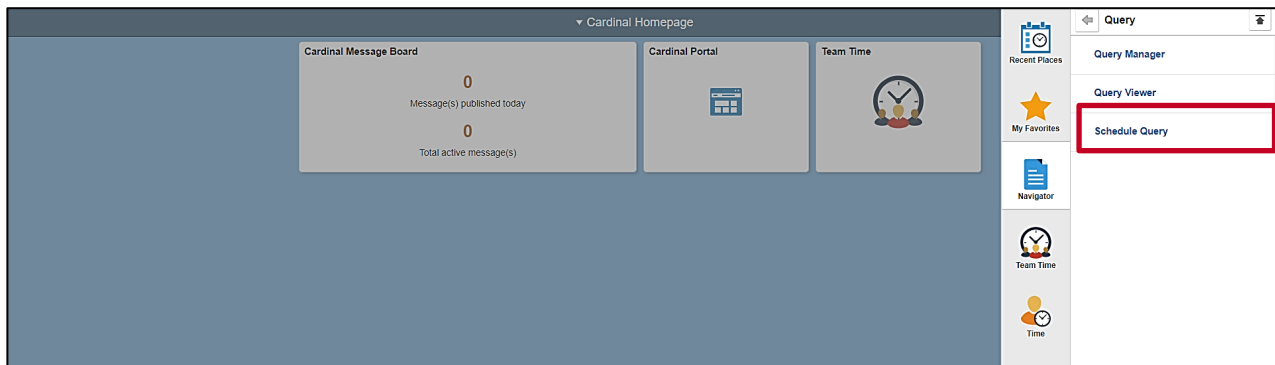 Cardinal Homepage
Cardinal Message Board
0
Message(s) published today
0
Total active message(s)
Cardinal Portal
Team Time
Recent Places
My Favorites
Navigator
Team Time
Time
Query
Query Manager
Query Viewer
Schedule Query